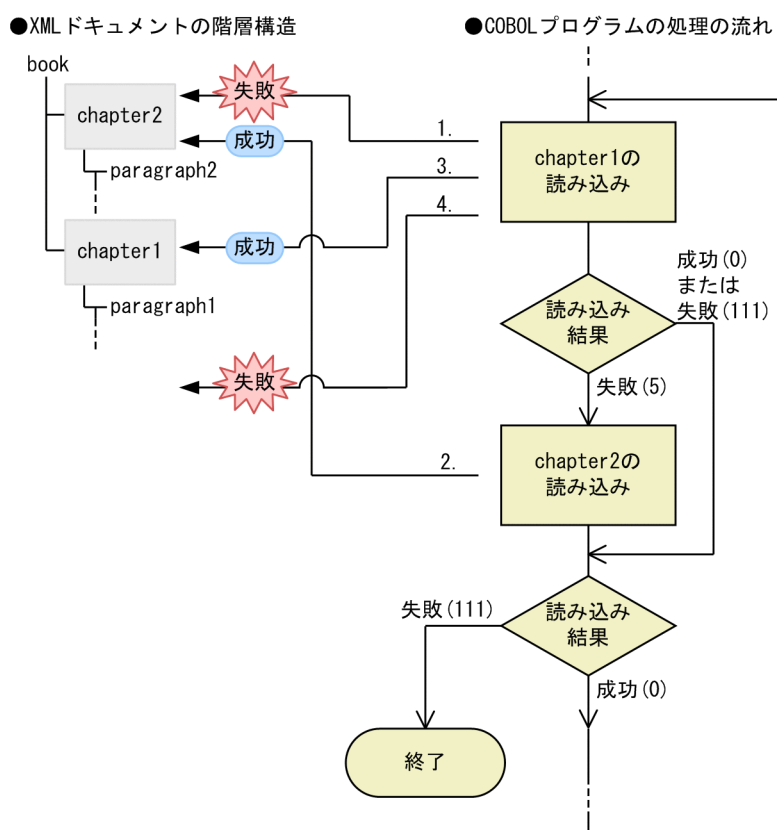 ●XMLドキュメントの階層構造
book
chapter2
paragraph2
chapter1
paragraph1
失敗
成功
成功
失敗
1.
3.
4.
2.
●COBOLプログラムの処理の流れ
chapter1の
読み込み
読み込み
結果
成功(0)
または
失敗(111)
失敗(5)
chapter2の
読み込み
読み込み
結果
失敗(111)
成功(0)
終了